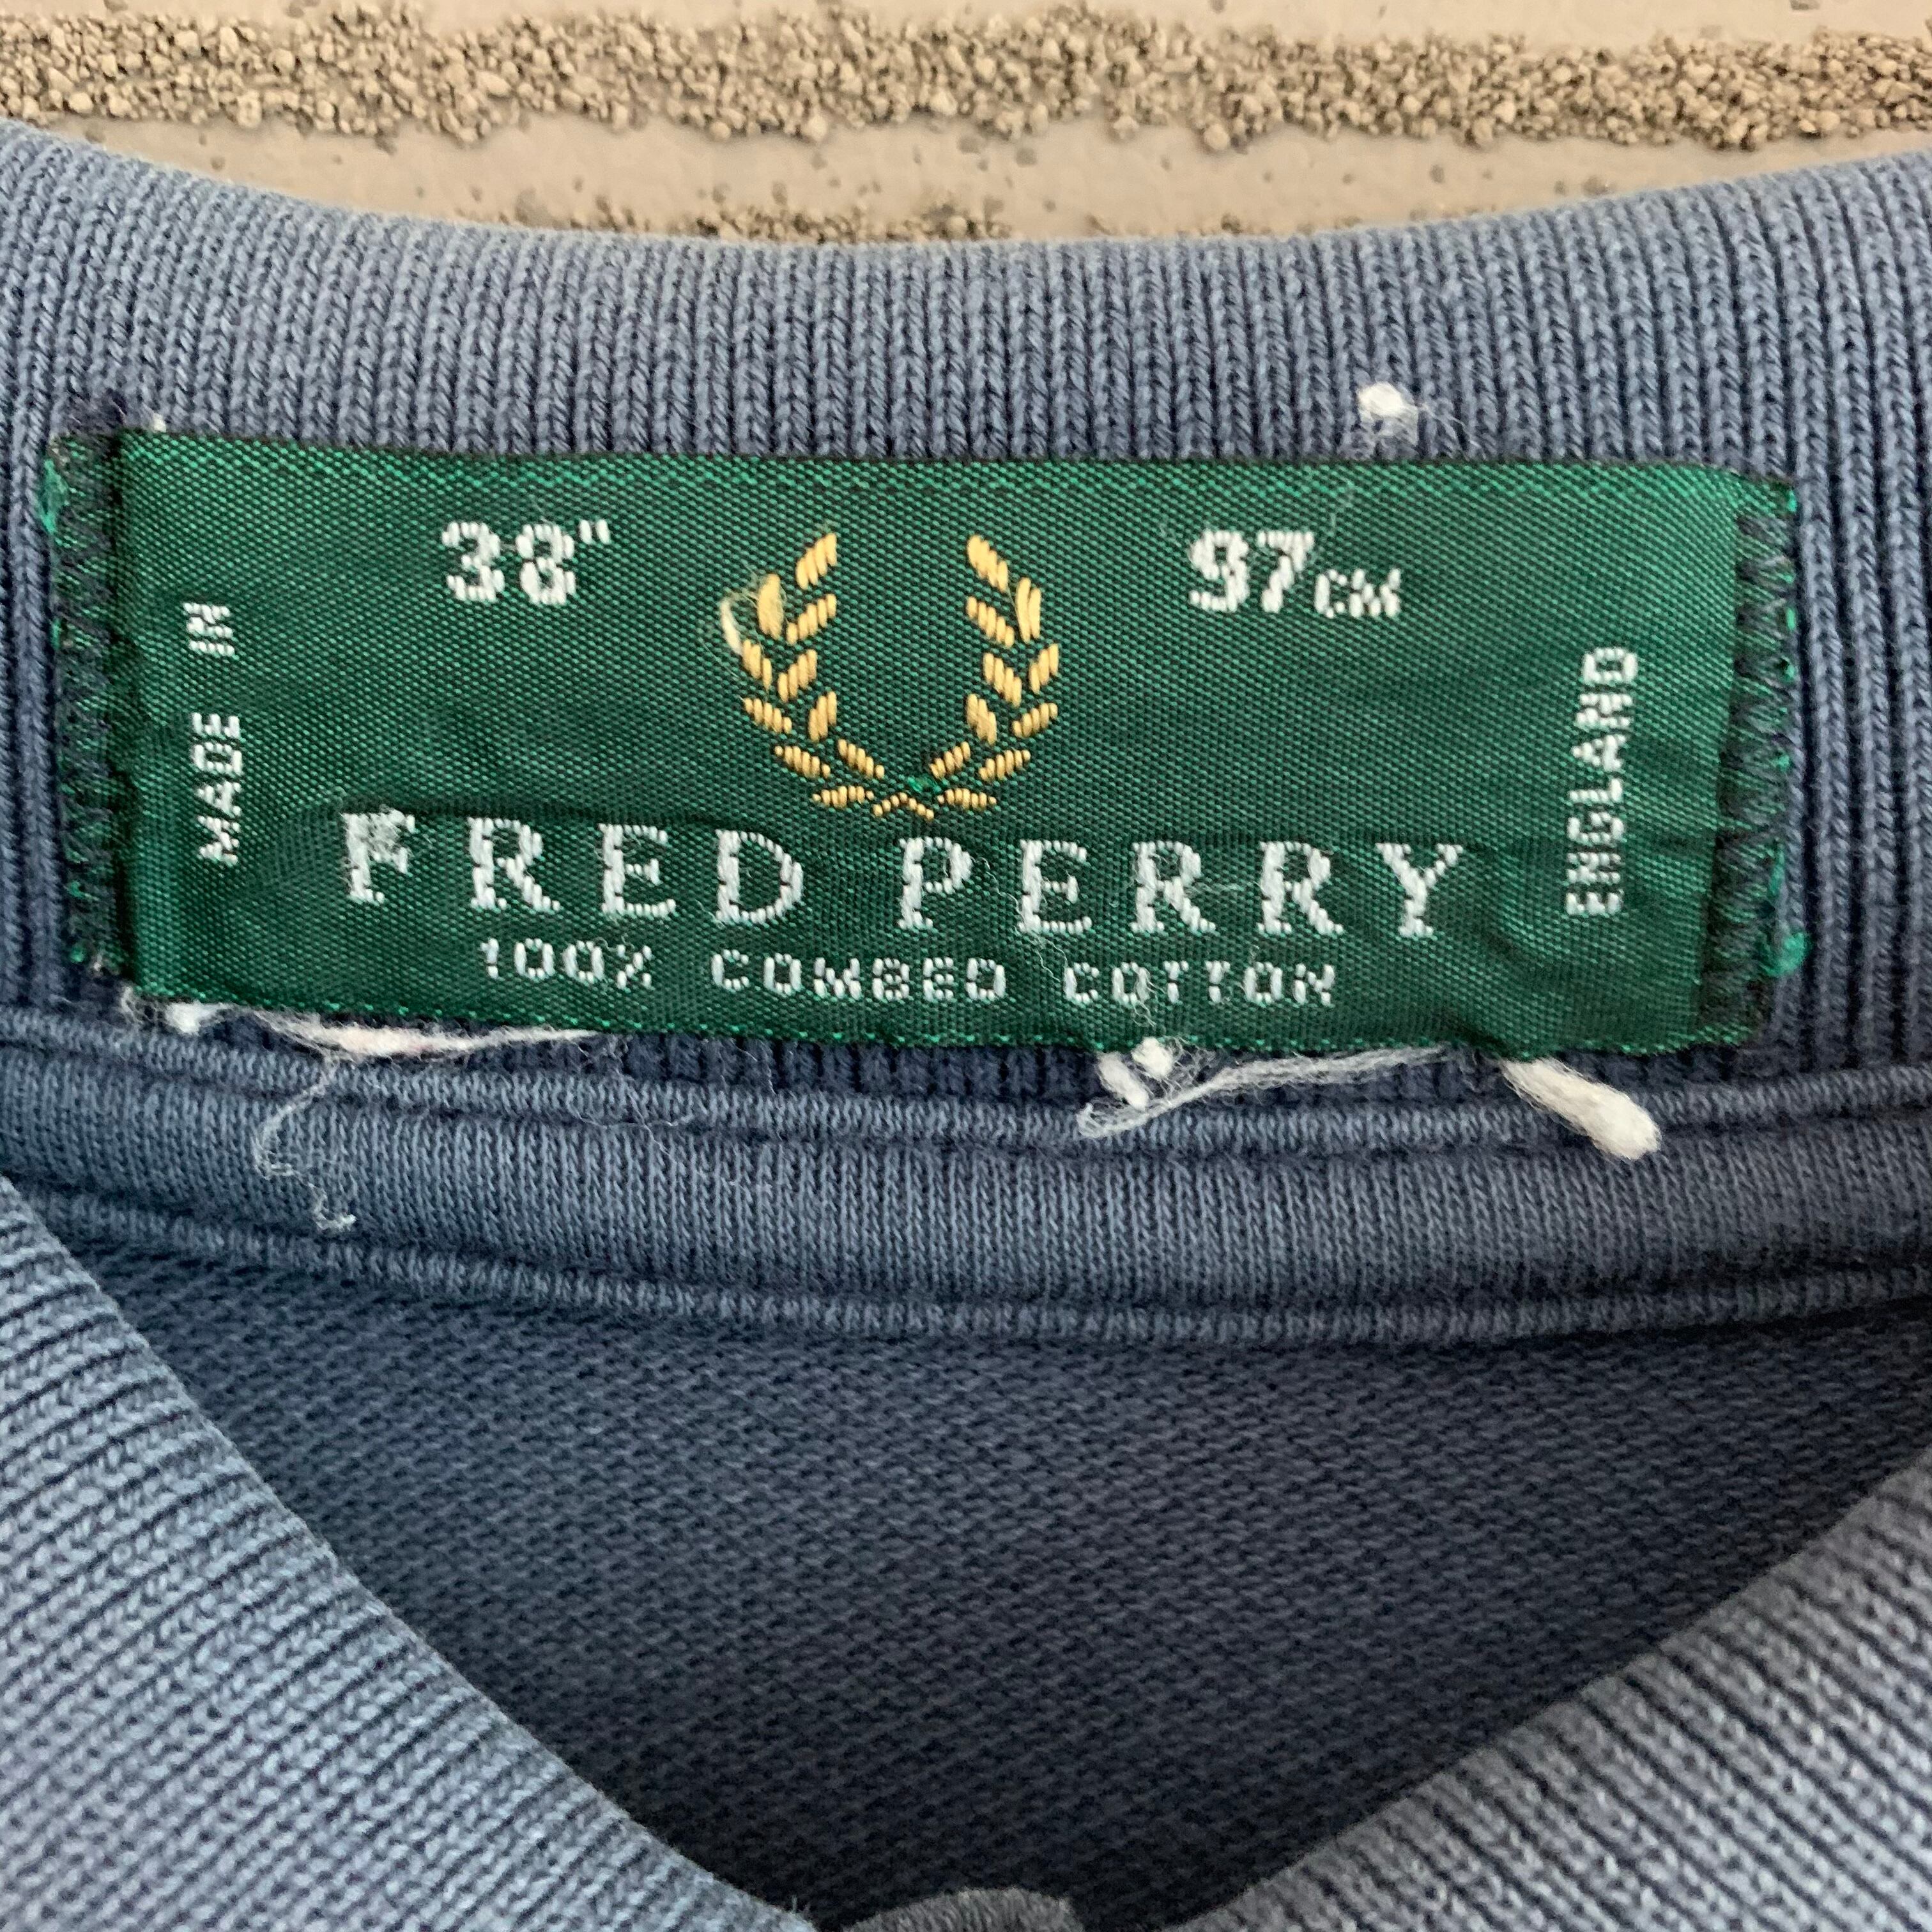 38" 97CM
MADE IN
ENGLAND
FRED PERRY
100% COMBED COTTON